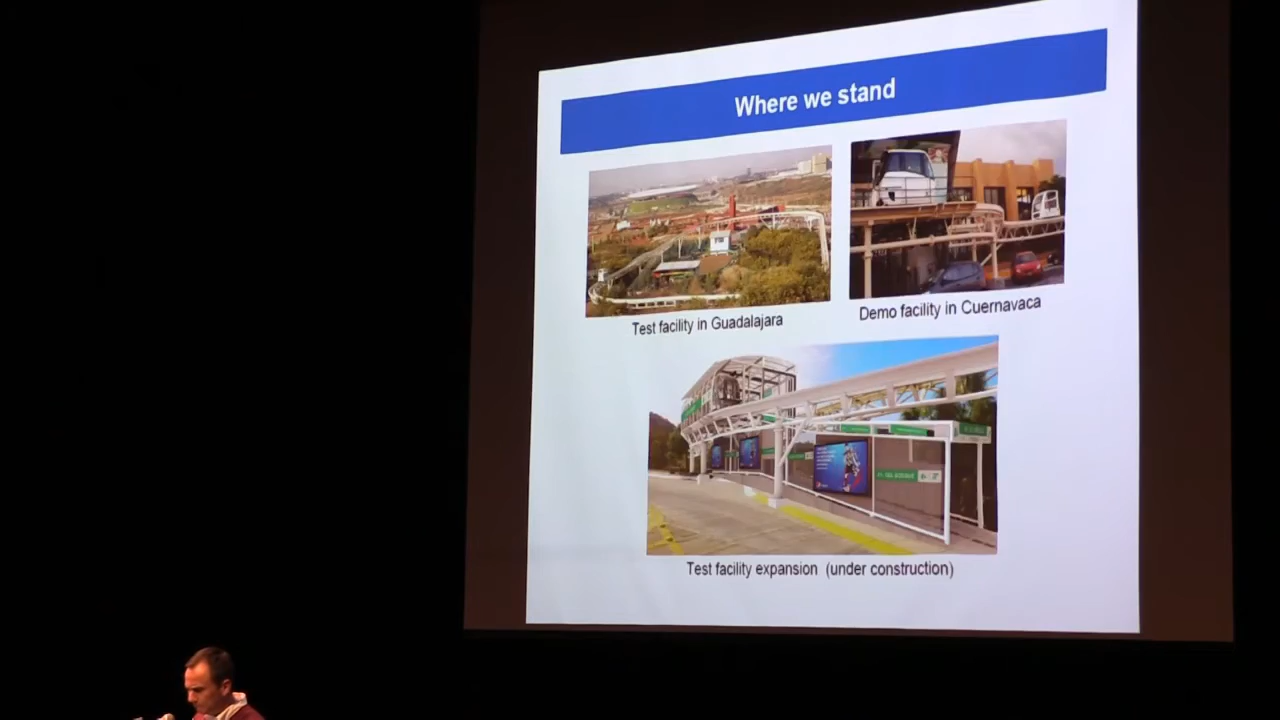 Where we stand
Test facility in Guadalajara
Demo facility in Cuernavaca
Test facility expansion (under construction)